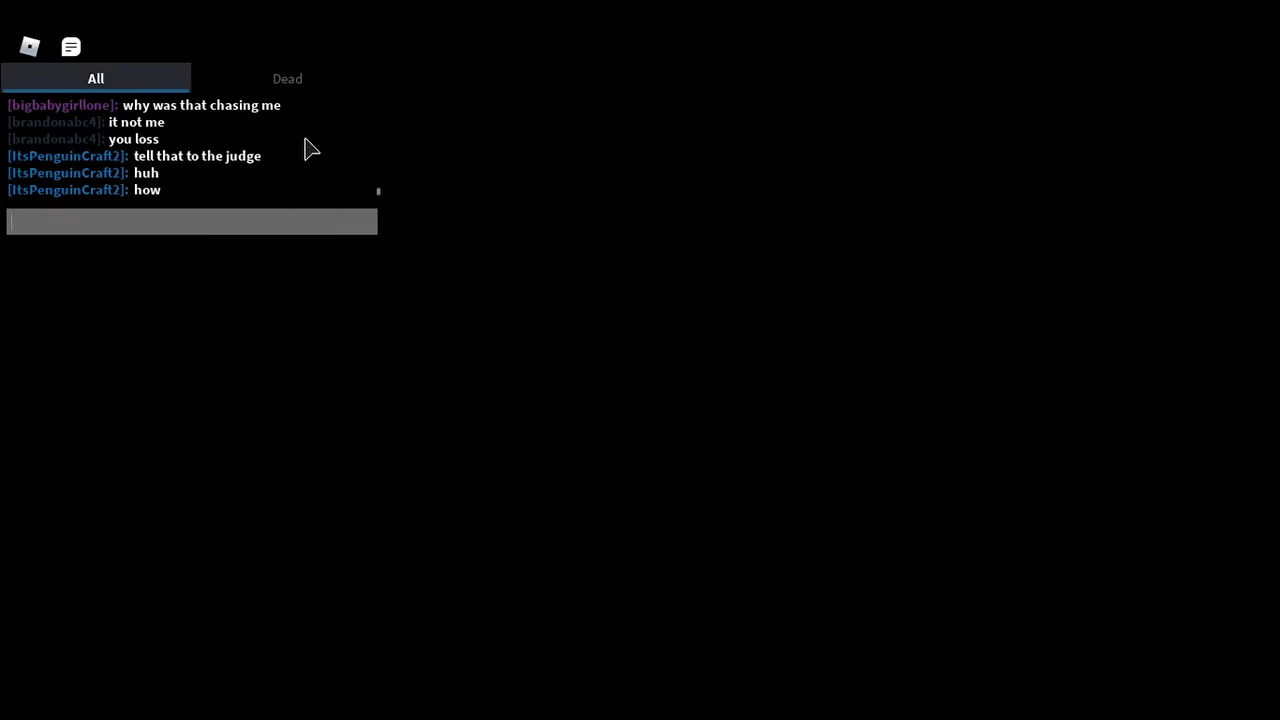 All
Dead
[bigbabygirllone]: why was that chasing me
[brandonabc4]: it not me
[brandonabc4]: you loss
[ItsPenguinCraft2]: tell that to the judge
[ItsPenguinCraft2]: huh
[ItsPenguinCraft2]: how